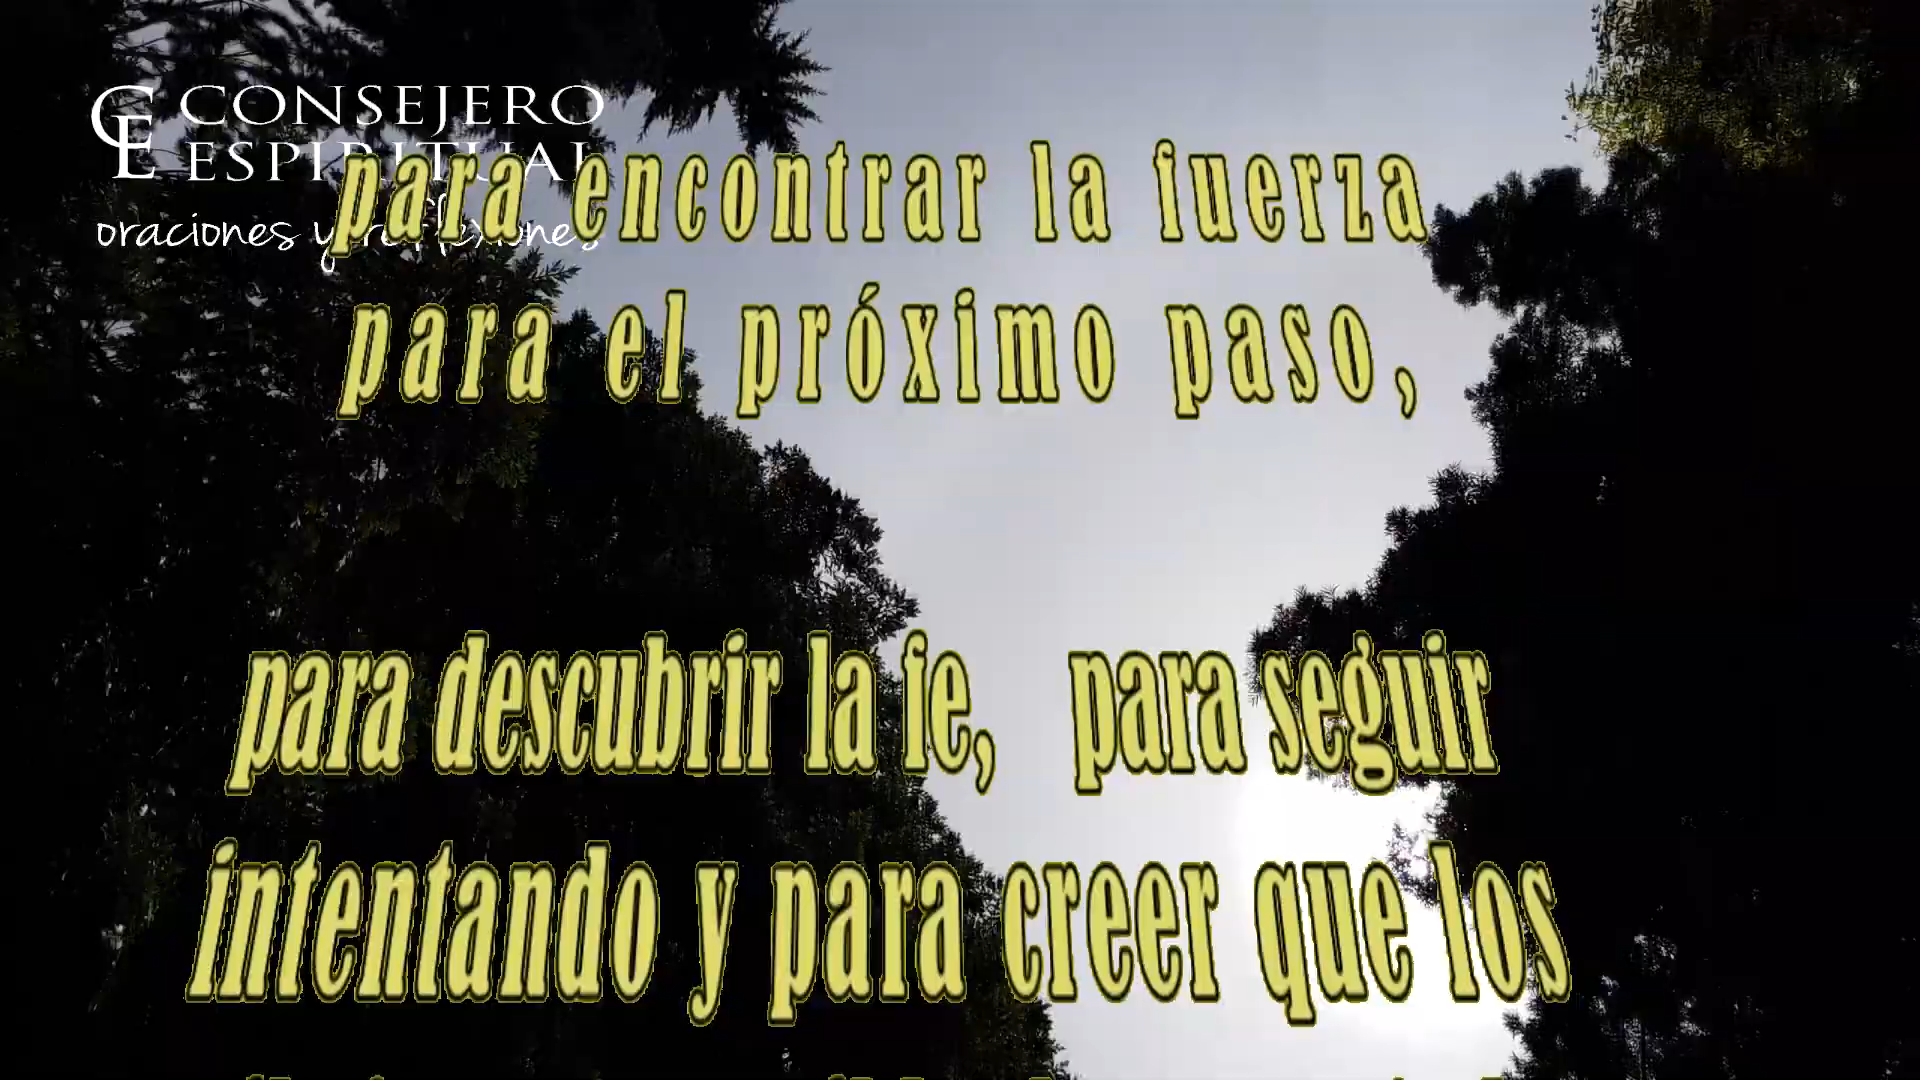 CE CONSEJERO
ESPIRITUAL
oraciones y reflexiones
para encontrar la fuerza
para el próximo paso,
para descubrir la fe, para seguir
intentando y para creer que los